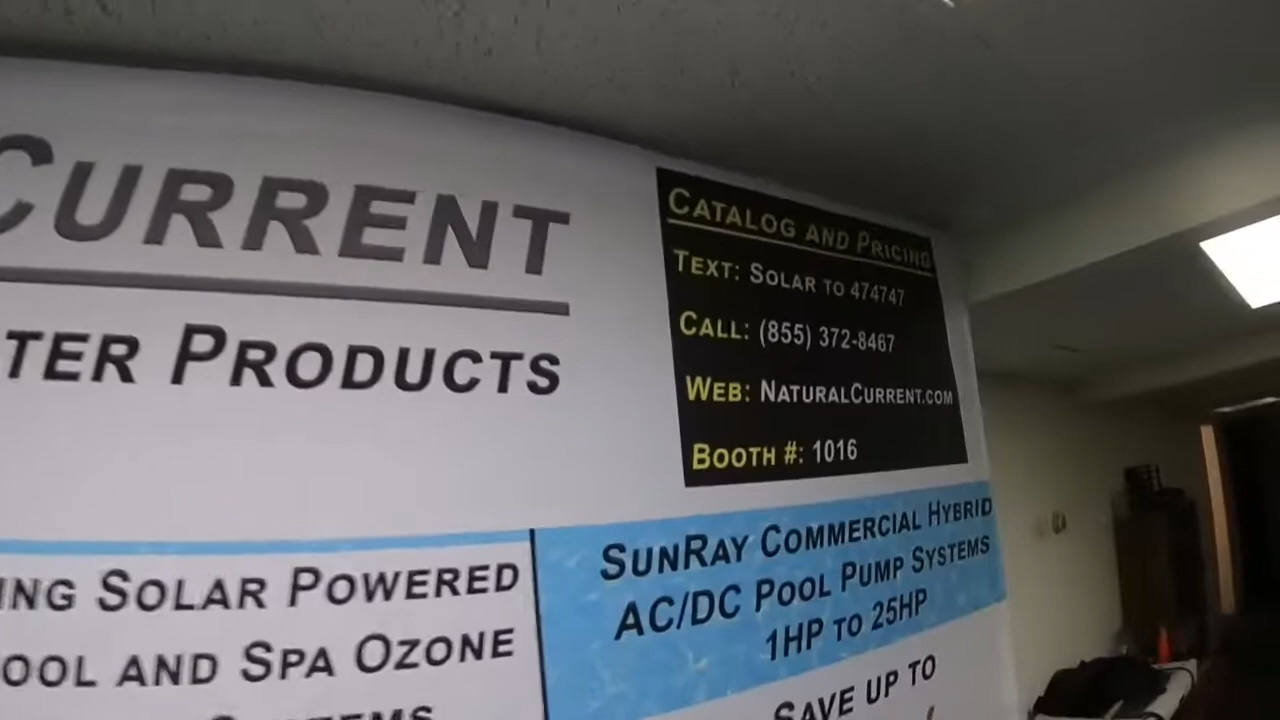 CURRENT
TER PRODUCTS
CATALOG AND PRICING
TEXT: SOLAR TO 474747
CALL: (855) 372-8467
WEB: NATURALCURRENT.COM
BOOTH #: 1016
ING SOLAR POWERED
OOL AND SPA OZONE
SUNRAY COMMERCIAL HYBRID
AC/DC POOL PUMP SYSTEMS
1HP TO 25HP
SAVE UP TO